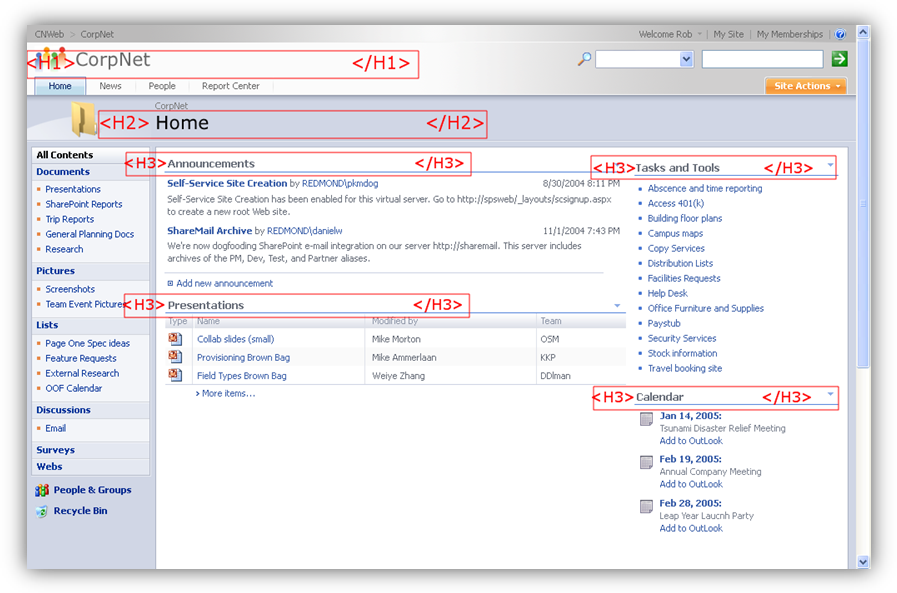 CNWeb > CorpNet
Welcome Rob | My Site | My Memberships |
<H1>CorpNet </H1>
Home News People Report Center
Site Actions
CorpNet
<H2> Home </H2>
All Contents
Documents
Presentations
SharePoint Reports
Trip Reports
General Planning Docs
Research
Pictures
Screenshots
Team Event Pictures
Lists
Page One Spec ideas
Feature Requests
External Research
OOF Calendar
Discussions
Email
Surveys
Webs
People & Groups
Recycle Bin
<H3>Announcements </H3>
Self-Service Site Creation by REDMOND\pkmdog 8/30/2004 8:11 PM
Self-Service Site Creation has been enabled for this virtual server. Go to http://spsweb/_layouts/scsignup.aspx
to create a new root Web site.
ShareMail Archive by REDMOND\danielw 11/1/2004 7:43 PM
We're now dogfooding SharePoint e-mail integration on our server http://sharemail. This server includes
archives of the PM, Dev, Test, and Partner aliases.
Add new announcement
<H3>Presentations </H3>
Type Name Modified by Team
Collab slides (small) Mike Morton OSM
Provisioning Brown Bag Mike Ammerlaan KKP
Field Types Brown Bag Weiye Zhang DDlman
> More items...
<H3>Tasks and Tools </H3>
Abscence and time reporting
Access 401(k)
Building floor plans
Campus maps
Copy Services
Distribution Lists
Facilities Requests
Help Desk
Office Furniture and Supplies
Paystub
Security Services
Stock information
Travel booking site
<H3>Calendar </H3>
Jan 14, 2005:
Tsunami Disaster Relief Meeting
Add to OutLook
Feb 19, 2005:
Annual Company Meeting
Add to OutLook
Feb 28, 2005:
Leap Year Laucnh Party
Add to OutLook